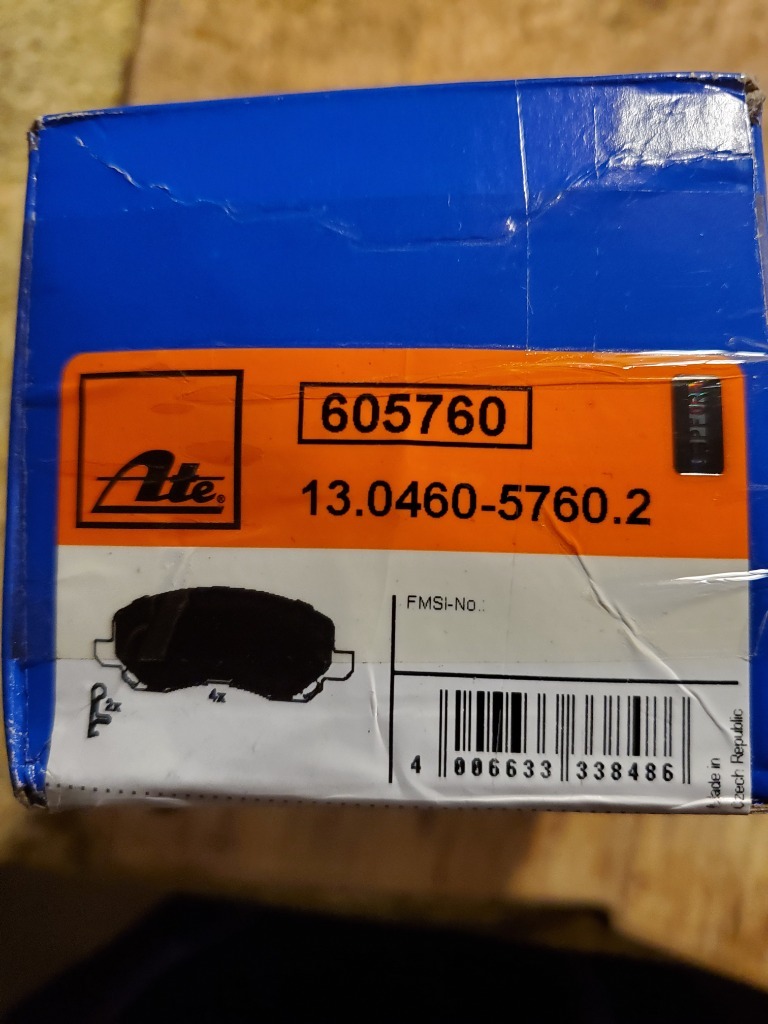 605760
Ate®
13.0460-5760.2
FMSI-No.:
2x
4x
4 006633 338486
Made in
Czech Republic